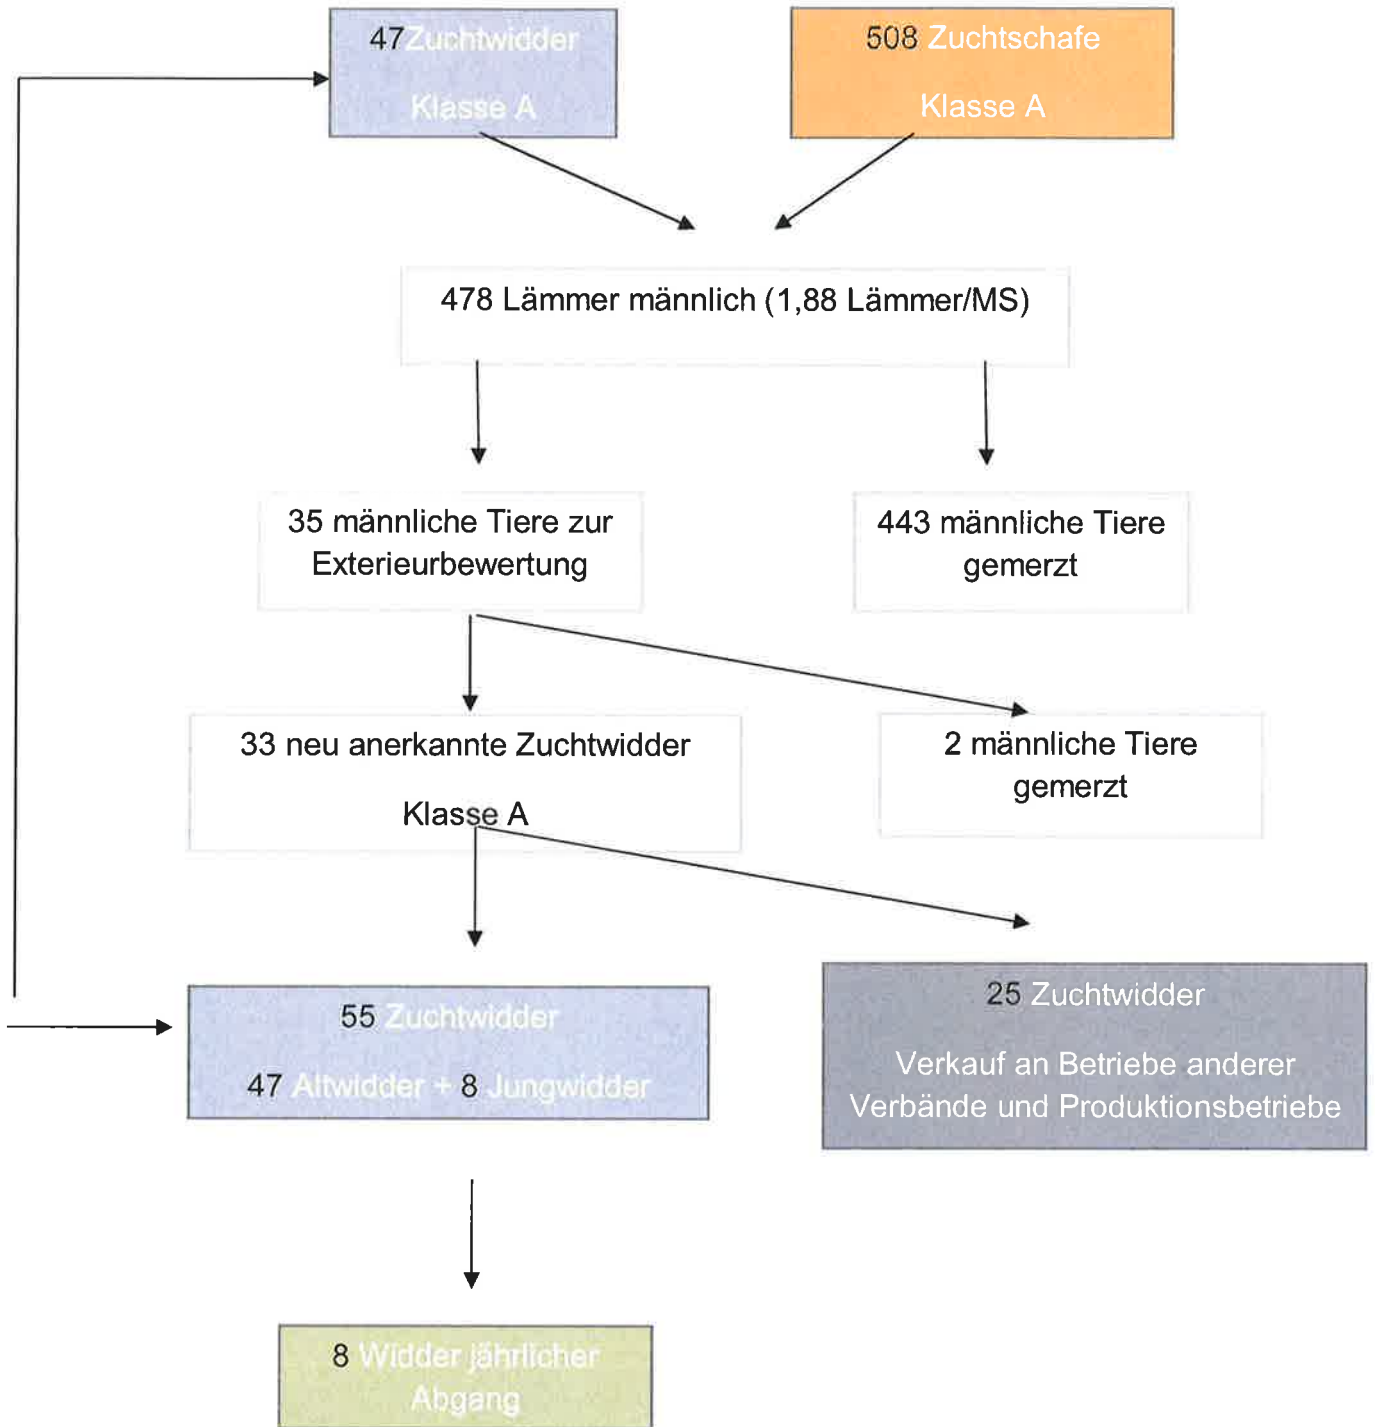 47Zuchtwidder
Klasse A
508 Zuchtschafe
Klasse A
478 Lämmer männlich (1,88 Lämmer/MS)
35 männliche Tiere zur
Exterieurbewertung
443 männliche Tiere
gemerzt
33 neu anerkannte Zuchtwidder
Klasse A
2 männliche Tiere
gemerzt
55 Zuchtwidder
47 Altwidder + 8 Jungwidder
25 Zuchtwidder
Verkauf an Betriebe anderer
Verbände und Produktionsbetriebe
8 Widder jährlicher
Abgang